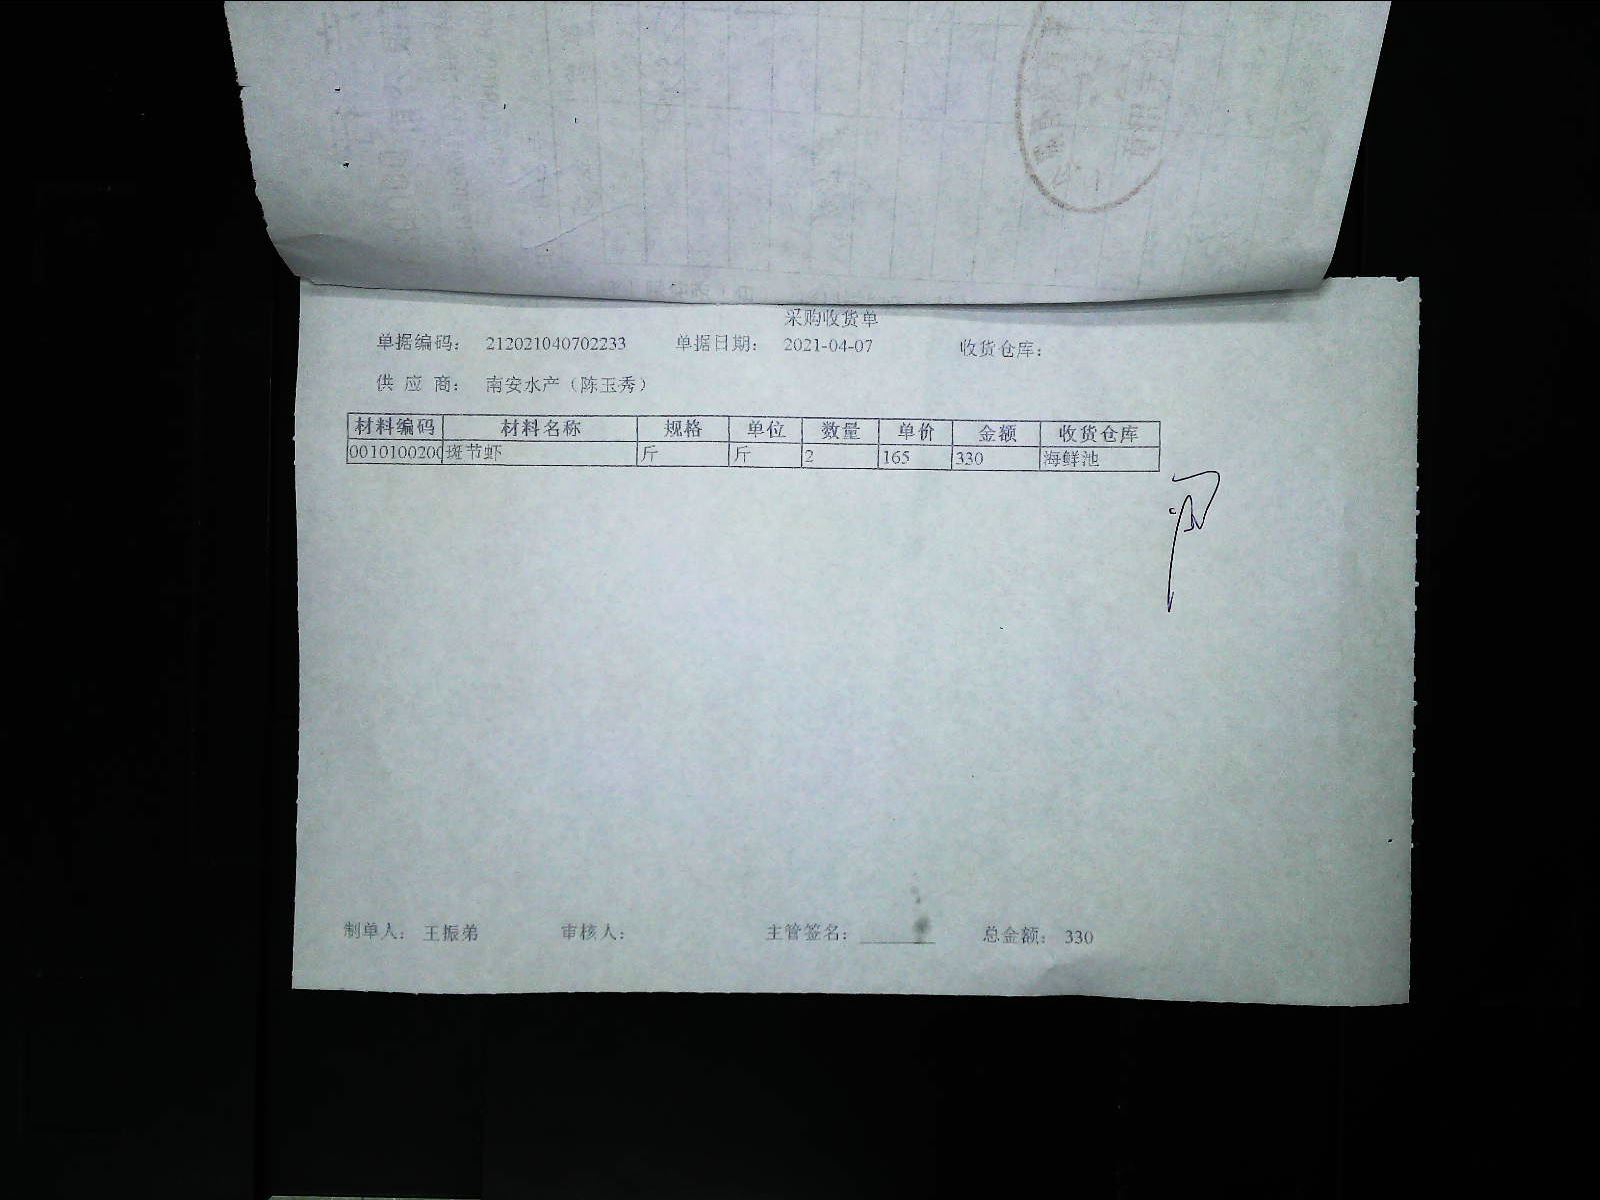 采购收货单
单据编码： 212021040702233 单据日期： 2021-04-07 收货仓库：
供 应 商： 南安水产（陈玉秀）
材料编码 材料名称 规格 单位 数量 单价 金额 收货仓库
0010100200 斑节虾 斤 斤 2 165 330 海鲜池
制单人： 王振弟 审核人： 主管签名： 总金额： 330